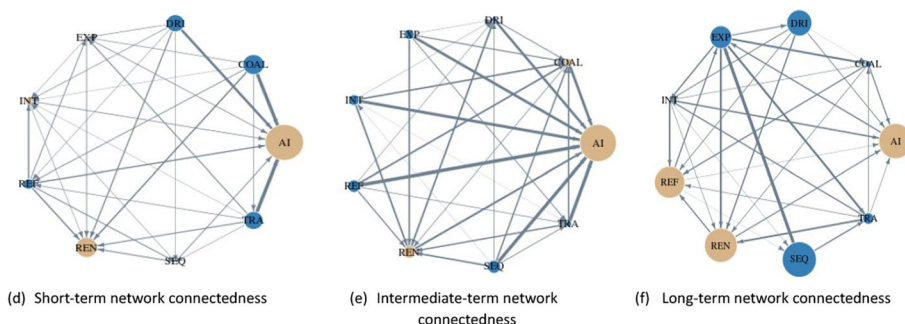 DRI
EXP
COAL
INT
AI
REF
TRA
REN
SEQ
DRI
EXP
COAL
INT
AI
REF
TRA
REN
SEQ
DRI
EXP
COAL
INT
AI
REF
TRA
REN
SEQ
(d) Short-term network connectedness
(e) Intermediate-term network
connectedness
(f) Long-term network connectedness